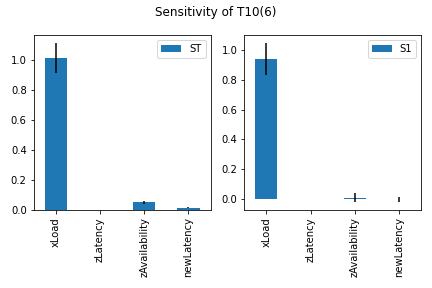 Sensitivity of T10(6)
ST
1.0
0.8
0.6
0.4
0.2
0.0
xLoad
zLatency
zAvailability
newLatency
S1
1.0
0.8
0.6
0.4
0.2
0.0
xLoad
zLatency
zAvailability
newLatency